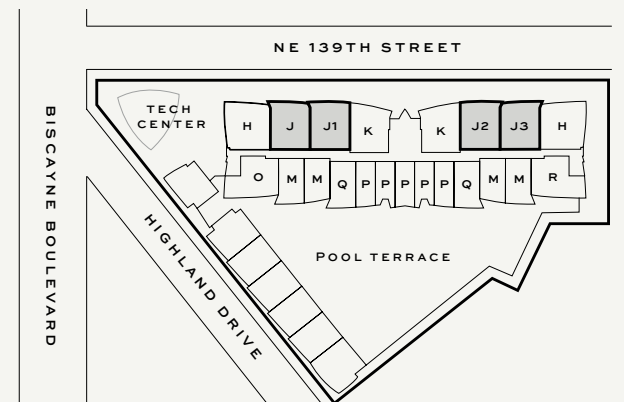 NE 139TH STREET
TECH
CENTER
H J J1 K K J2 J3 H
O M M Q P P P P P Q M M R
POOL TERRACE
HIGHLAND DRIVE
BISCAYNE BOULEVARD